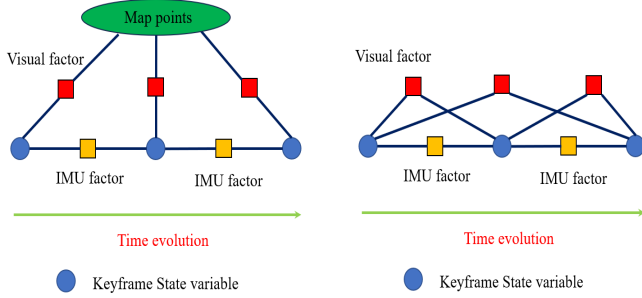 Map points
Visual factor
IMU factor
IMU factor
Time evolution
Keyframe State variable
Visual factor
IMU factor
IMU factor
Time evolution
Keyframe State variable